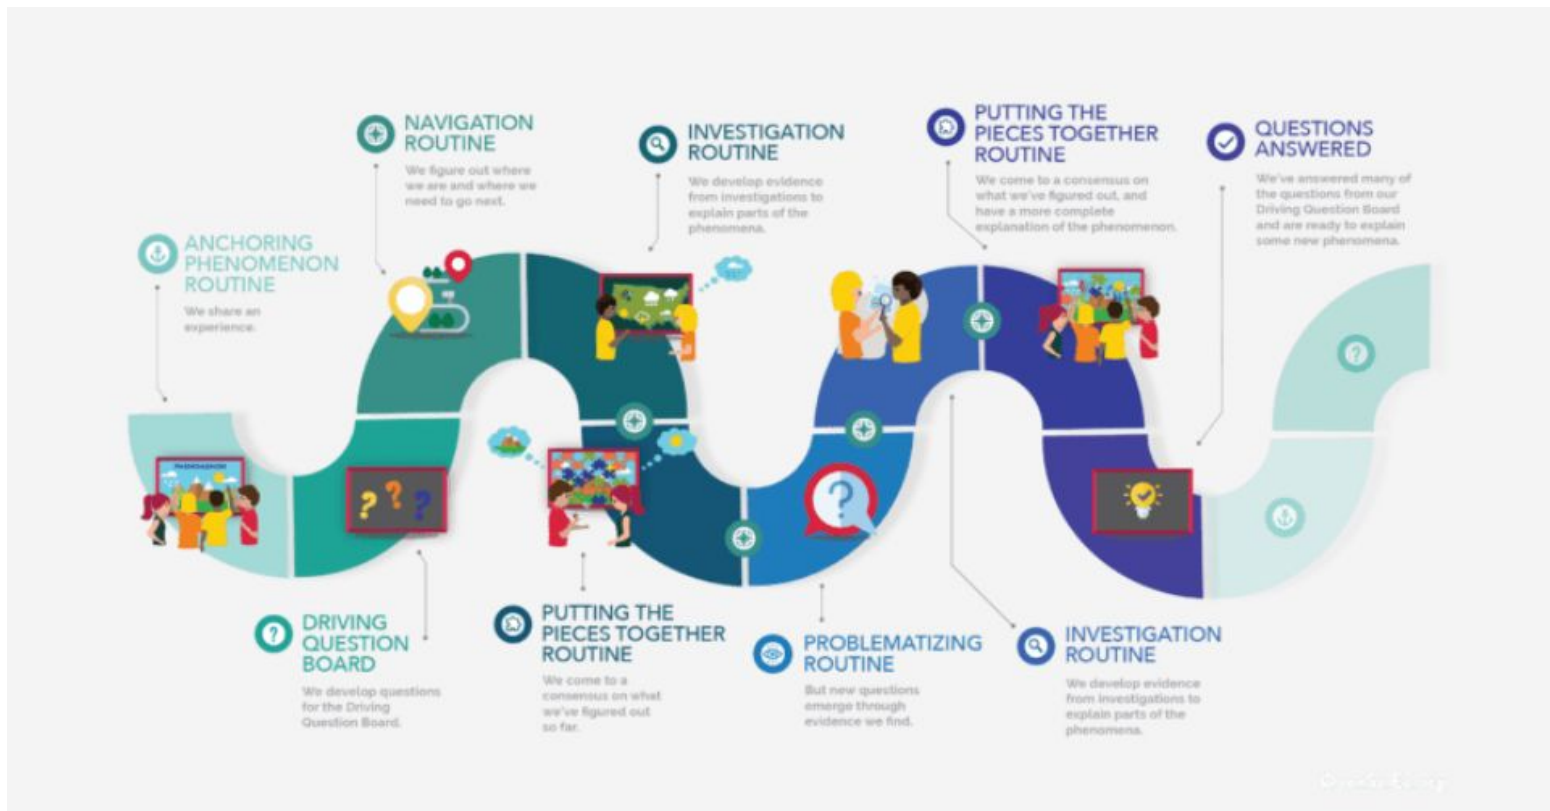 ANCHORING
PHENOMENON
ROUTINE
We share an
experience.
DRIVING
QUESTION
BOARD
We develop questions
for the Driving
Question Board.
NAVIGATION
ROUTINE
We figure out where
we are and where we
need to go next.
INVESTIGATION
ROUTINE
We develop evidence
from investigations to
explain parts of the
phenomena.
PUTTING THE
PIECES TOGETHER
ROUTINE
We come to a
consensus on what
we've figured out
so far.
PROBLEMATIZING
ROUTINE
But new questions
emerge through
evidence we find.
INVESTIGATION
ROUTINE
We develop evidence
from investigations to
explain parts of the
phenomena.
PUTTING THE
PIECES TOGETHER
ROUTINE
We come to a consensus on
what we've figured out, and
have a more complete
explanation of the phenomenon.
QUESTIONS
ANSWERED
We've answered many of
the questions from our
Driving Question Board
and are ready to explain
some new phenomena.
PHENOMENON
? ? ?
?
?
?